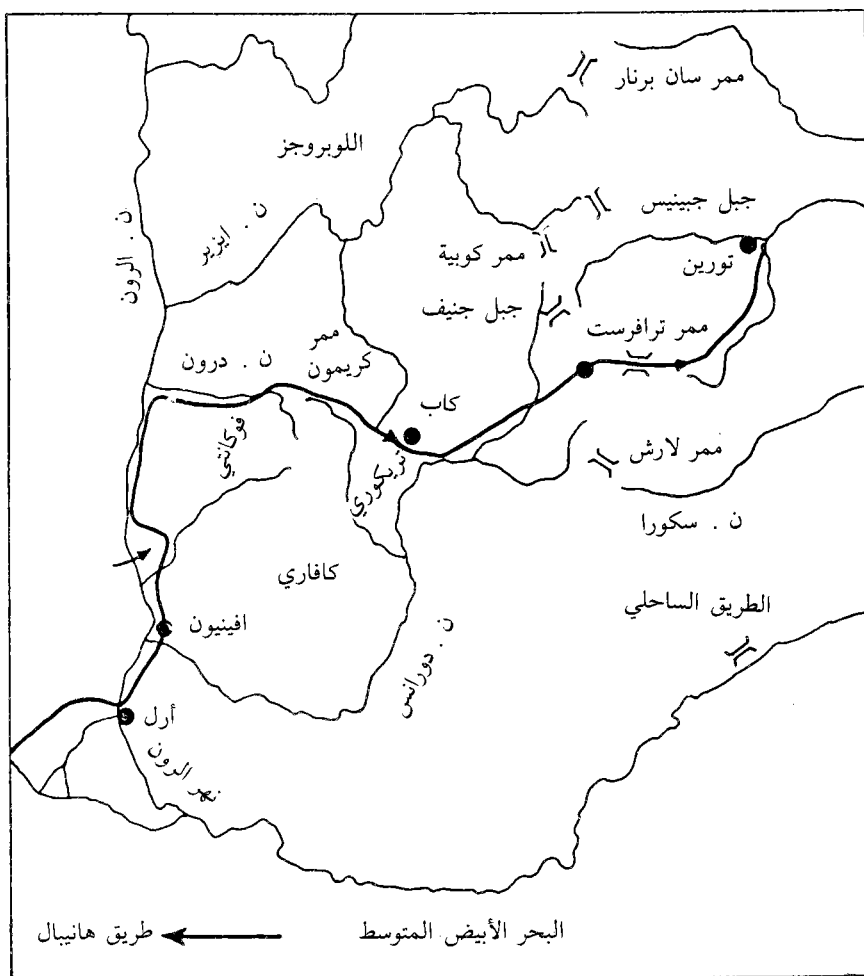 ممر سان برنار
اللوبروجز
جبل جبينيس
ن . الرون
ن . ايزير
ممر كوبية
تورين
جبل جنيف
ممر ترافرست
ممر
كريمون
ن . درون
كاب
فوكانتي
تريكوري
ممر لارش
ن . سكورا
كافاري
الطريق الساحلي
افينيون
ن . دورانس
أرل
نهر الرون
البحر الأبيض المتوسط
طريق هانيبال